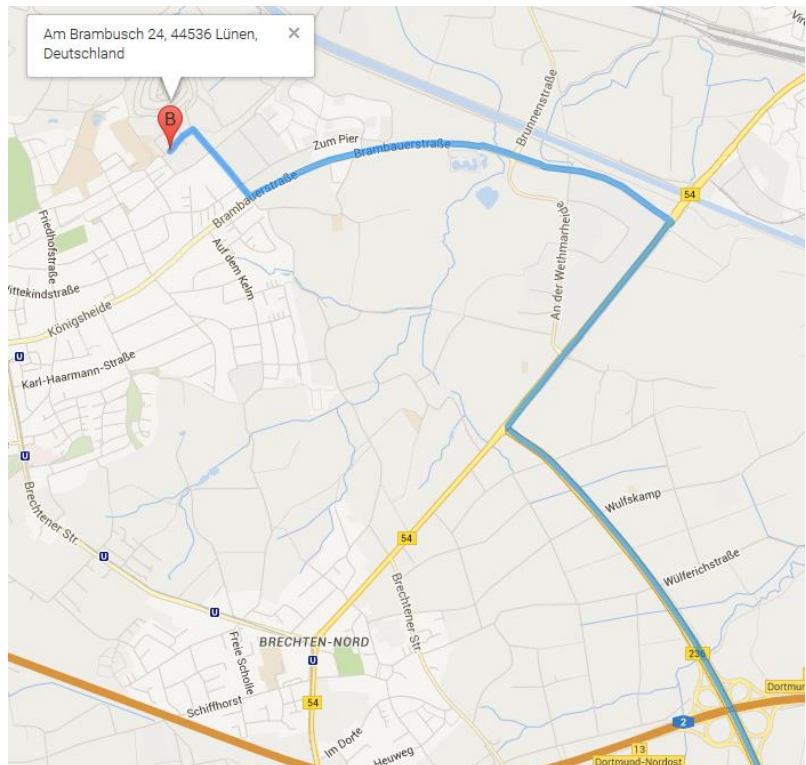 Am Brambusch 24, 44536 Lünen,
Deutschland
×
B
Zum Pier
Brambauerstraße
Brunnenstraße
54
Brambauerstraße
Friedhofstraße
Auf dem Kelm
An der Wethmarheide
Wittekindstraße
Königsheide
U
Karl-Haarmann-Straße
U
Brechtener Str.
Wulfskamp
54
U
Wülferichstraße
Brechtener Str.
U
BRECHTEN-NORD
Freie Scholle
U
236
Schiffhorst
54
2
Im Dorte
Heuweg
13
Dortmund-Nordost